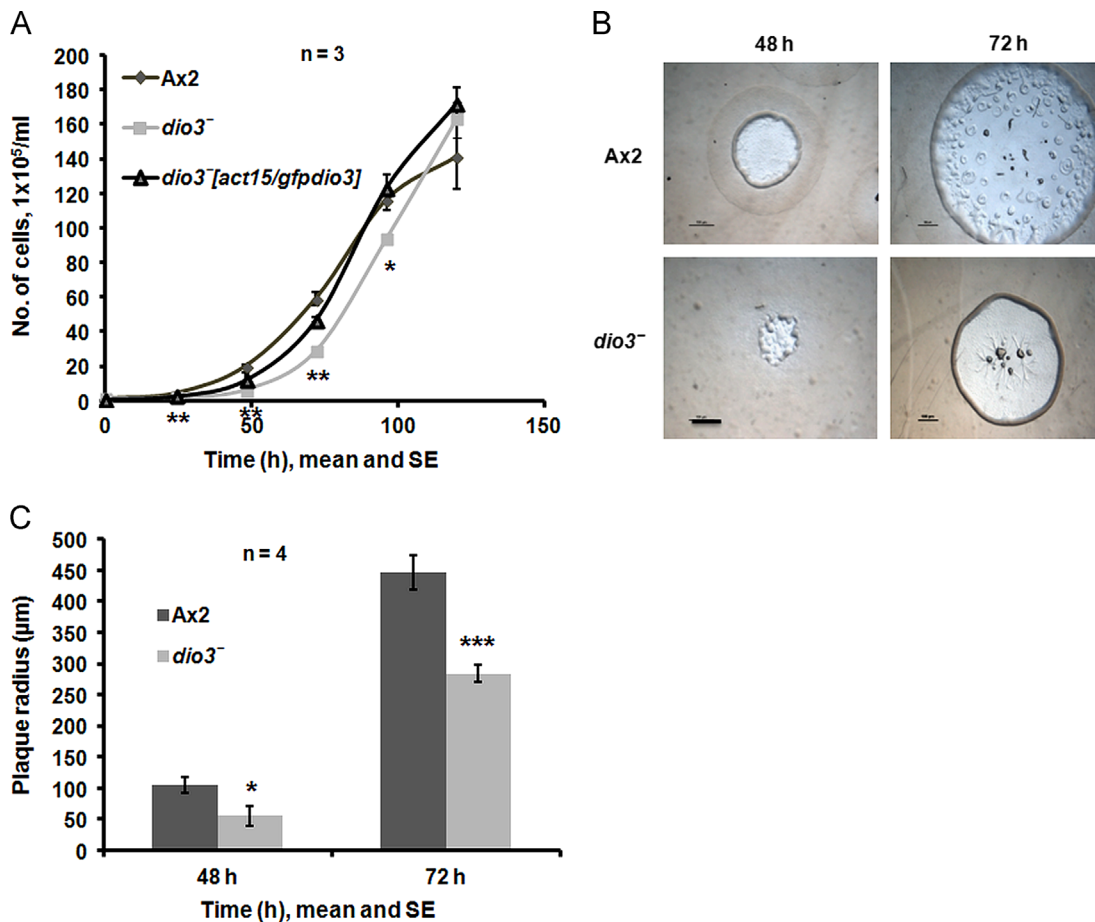 A
n = 3
200
180
160
140
120
100
80
60
40
20
0
No. of cells, 1x10⁵/ml
Ax2
dio3⁻
dio3⁻[act15/gfpdio3]
**
**
**
*
0
50
100
150
Time (h), mean and SE
B
48 h
72 h
Ax2
dio3⁻
C
n = 4
500
450
400
350
300
250
200
150
100
50
0
Plaque radius (µm)
Ax2
dio3⁻
*
***
48 h
72 h
Time (h), mean and SE